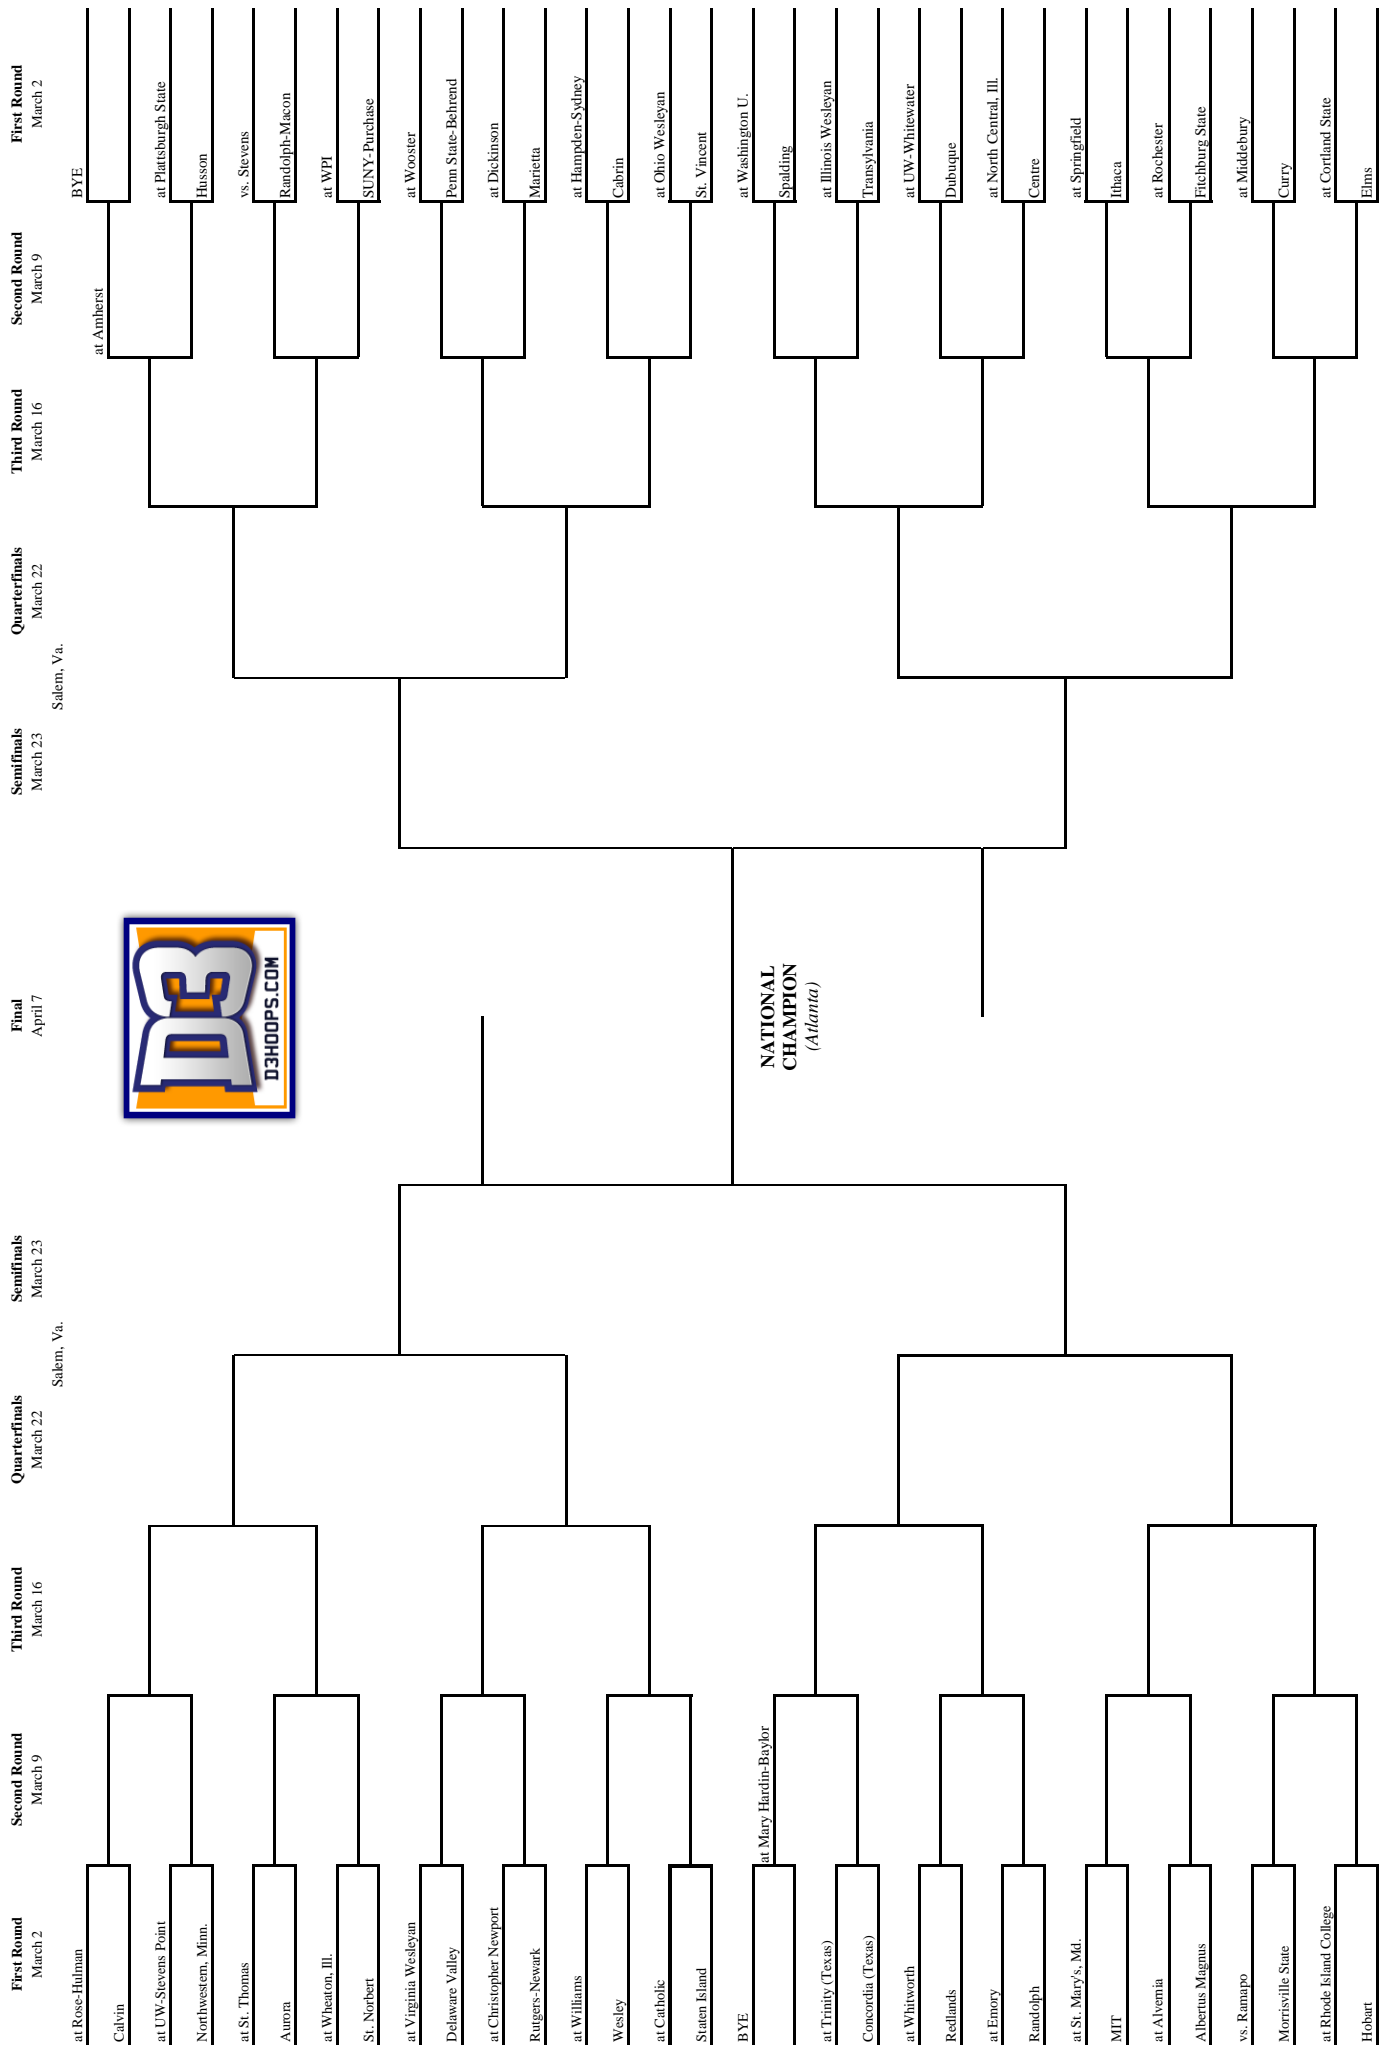 First Round
March 2
Second Round
March 9
Third Round
March 16
Quarterfinals
March 22
Semifinals
March 23
Final
April 7
Semifinals
March 23
Quarterfinals
March 22
Third Round
March 16
Second Round
March 9
First Round
March 2
Salem, Va.
Salem, Va.
at Rose-Hulman
Calvin
at UW-Stevens Point
Northwestern, Minn.
at St. Thomas
Aurora
at Wheaton, Ill.
St. Norbert
at Virginia Wesleyan
Delaware Valley
at Christopher Newport
Rutgers-Newark
at Williams
Wesley
at Catholic
Staten Island
BYE
at Mary Hardin-Baylor
at Trinity (Texas)
Concordia (Texas)
at Whitworth
Redlands
at Emory
Randolph
at St. Mary's, Md.
MIT
at Alvernia
Albertus Magnus
vs. Ramapo
Morrisville State
at Rhode Island College
Hobart
D3
D3HOOPS.COM
NATIONAL
CHAMPION
(Atlanta)
BYE
at Amherst
at Plattsburgh State
Husson
vs. Stevens
Randolph-Macon
at WPI
SUNY-Purchase
at Wooster
Penn State-Behrend
at Dickinson
Marietta
at Hampden-Sydney
Cabrin
at Ohio Wesleyan
St. Vincent
at Washington U.
Spalding
at Illinois Wesleyan
Transylvania
at UW-Whitewater
Dubuque
at North Central, Ill.
Centre
at Springfield
Ithaca
at Rochester
Fitchburg State
at Middlebury
Curry
at Cortland State
Elms